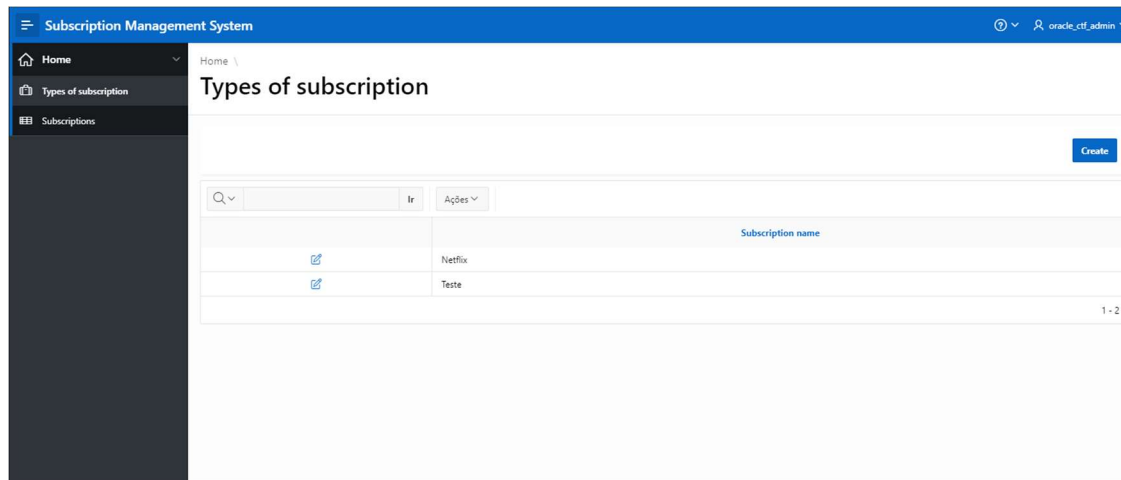 Subscription Management System
oracle_ctf_admin
Home
Types of subscription
Subscriptions
Home \
Types of subscription
Create
Ir
Ações
Subscription name
Netflix
Teste
1 - 2